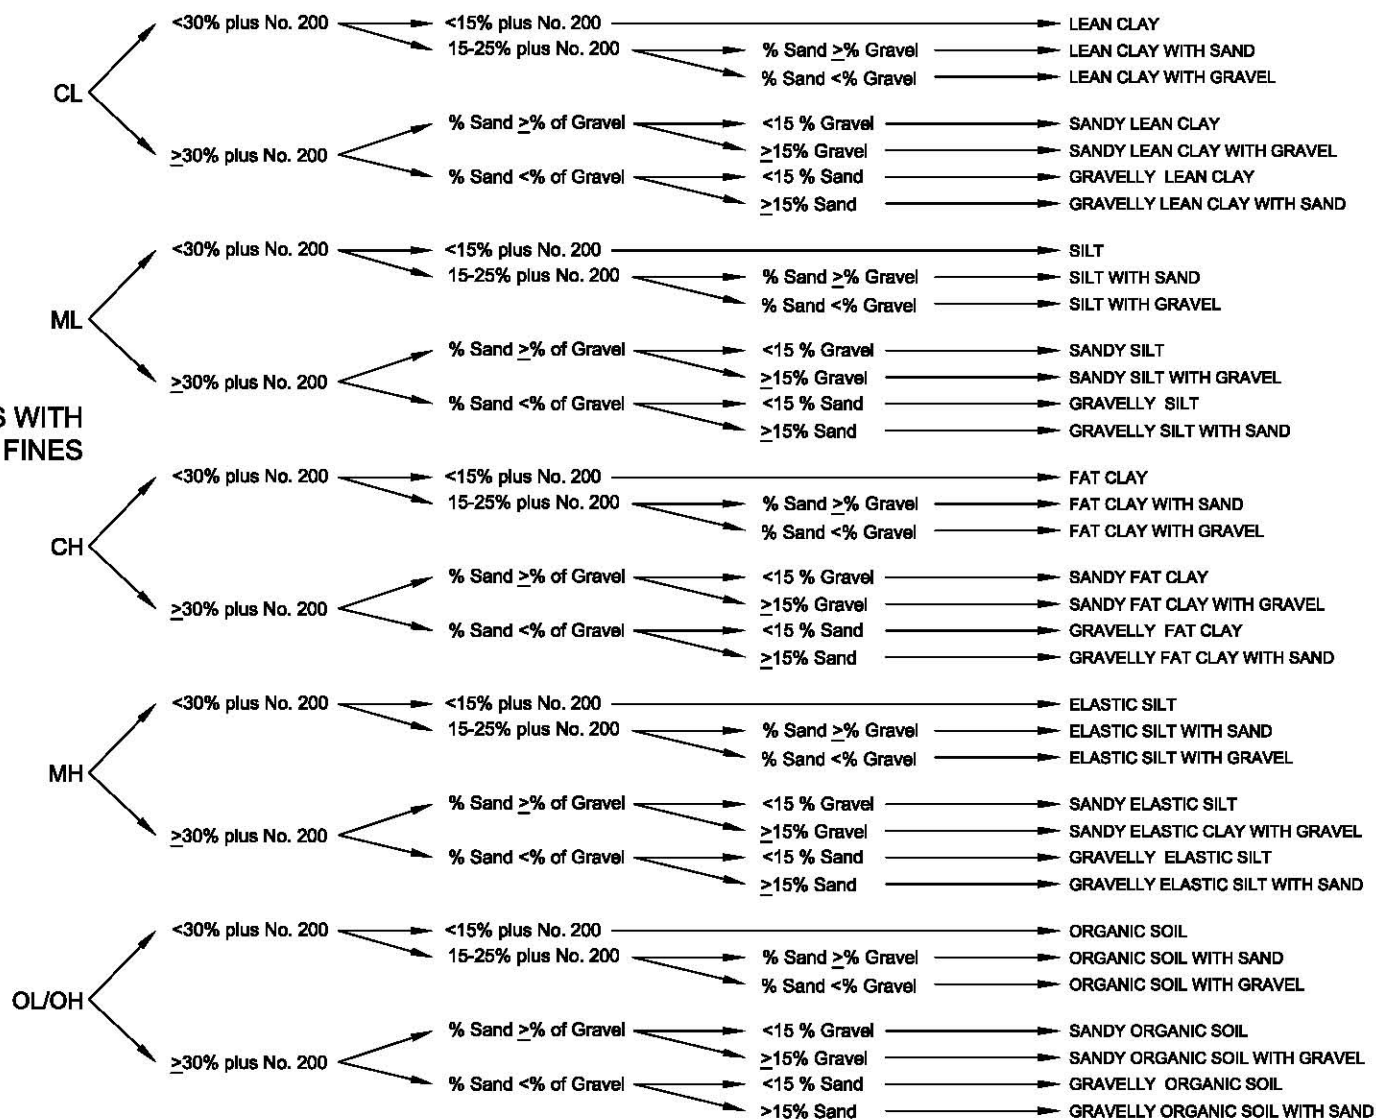 <30% plus No. 200 <15% plus No. 200 LEAN CLAY
15-25% plus No. 200 % Sand ≥% Gravel LEAN CLAY WITH SAND
% Sand <% Gravel LEAN CLAY WITH GRAVEL
CL
% Sand ≥% of Gravel <15 % Gravel SANDY LEAN CLAY
≥30% plus No. 200 ≥15% Gravel SANDY LEAN CLAY WITH GRAVEL
% Sand <% of Gravel <15 % Sand GRAVELLY LEAN CLAY
≥15% Sand GRAVELLY LEAN CLAY WITH SAND
<30% plus No. 200 <15% plus No. 200 SILT
15-25% plus No. 200 % Sand ≥% Gravel SILT WITH SAND
% Sand <% Gravel SILT WITH GRAVEL
ML
% Sand ≥% of Gravel <15 % Gravel SANDY SILT
≥30% plus No. 200 ≥15% Gravel SANDY SILT WITH GRAVEL
% Sand <% of Gravel <15 % Sand GRAVELLY SILT
WITH
≥15% Sand GRAVELLY SILT WITH SAND
FINES
<30% plus No. 200 <15% plus No. 200 FAT CLAY
15-25% plus No. 200 % Sand ≥% Gravel FAT CLAY WITH SAND
% Sand <% Gravel FAT CLAY WITH GRAVEL
CH
% Sand ≥% of Gravel <15 % Gravel SANDY FAT CLAY
≥30% plus No. 200 ≥15% Gravel SANDY FAT CLAY WITH GRAVEL
% Sand <% of Gravel <15 % Sand GRAVELLY FAT CLAY
≥15% Sand GRAVELLY FAT CLAY WITH SAND
<30% plus No. 200 <15% plus No. 200 ELASTIC SILT
15-25% plus No. 200 % Sand ≥% Gravel ELASTIC SILT WITH SAND
% Sand <% Gravel ELASTIC SILT WITH GRAVEL
MH
% Sand ≥% of Gravel <15 % Gravel SANDY ELASTIC SILT
≥30% plus No. 200 ≥15% Gravel SANDY ELASTIC CLAY WITH GRAVEL
% Sand <% of Gravel <15 % Sand GRAVELLY ELASTIC SILT
≥15% Sand GRAVELLY ELASTIC SILT WITH SAND
<30% plus No. 200 <15% plus No. 200 ORGANIC SOIL
15-25% plus No. 200 % Sand ≥% Gravel ORGANIC SOIL WITH SAND
% Sand <% Gravel ORGANIC SOIL WITH GRAVEL
OL/OH
% Sand ≥% of Gravel <15 % Gravel SANDY ORGANIC SOIL
≥30% plus No. 200 ≥15% Gravel SANDY ORGANIC SOIL WITH GRAVEL
% Sand <% of Gravel <15 % Sand GRAVELLY ORGANIC SOIL
>15% Sand GRAVELLY ORGANIC SOIL WITH SAND